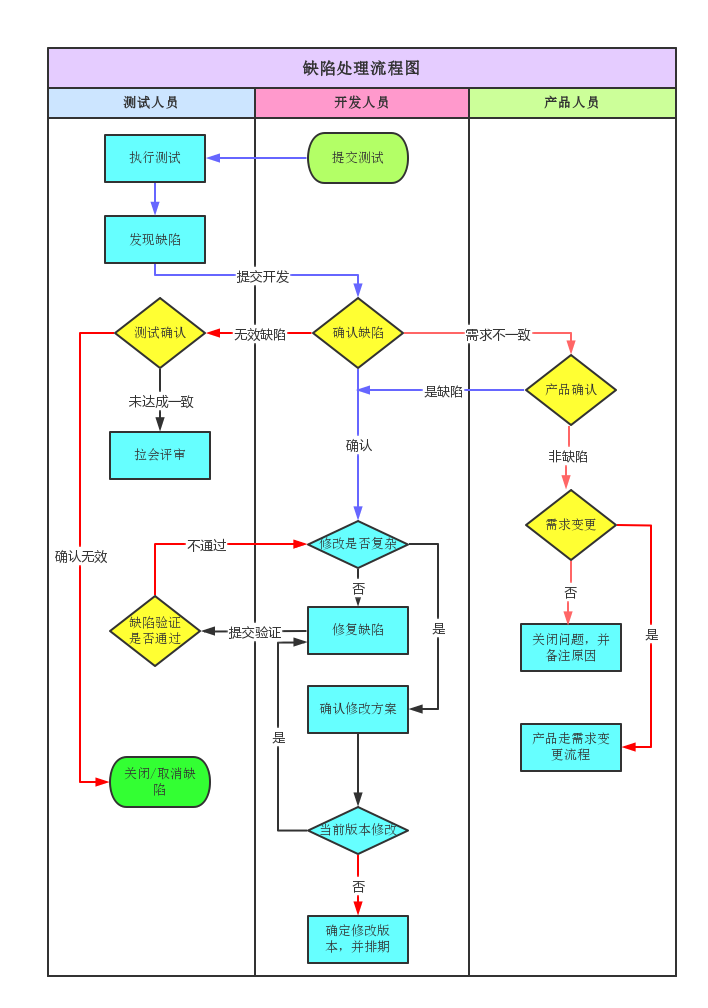 缺陷处理流程图
测试人员
开发人员
产品人员
执行测试
提交测试
发现缺陷
提交开发
测试确认
无效缺陷
确认缺陷
需求不一致
产品确认
是缺陷
未达成一致
确认
拉会评审
非缺陷
需求变更
不通过
修改是否复杂
确认无效
否
否
缺陷验证
是否通过
提交验证
修复缺陷
是
是
关闭问题，并
备注原因
确认修改方案
是
产品走需求变
更流程
关闭/取消缺
陷
当前版本修改
否
确定修改版
本，并排期